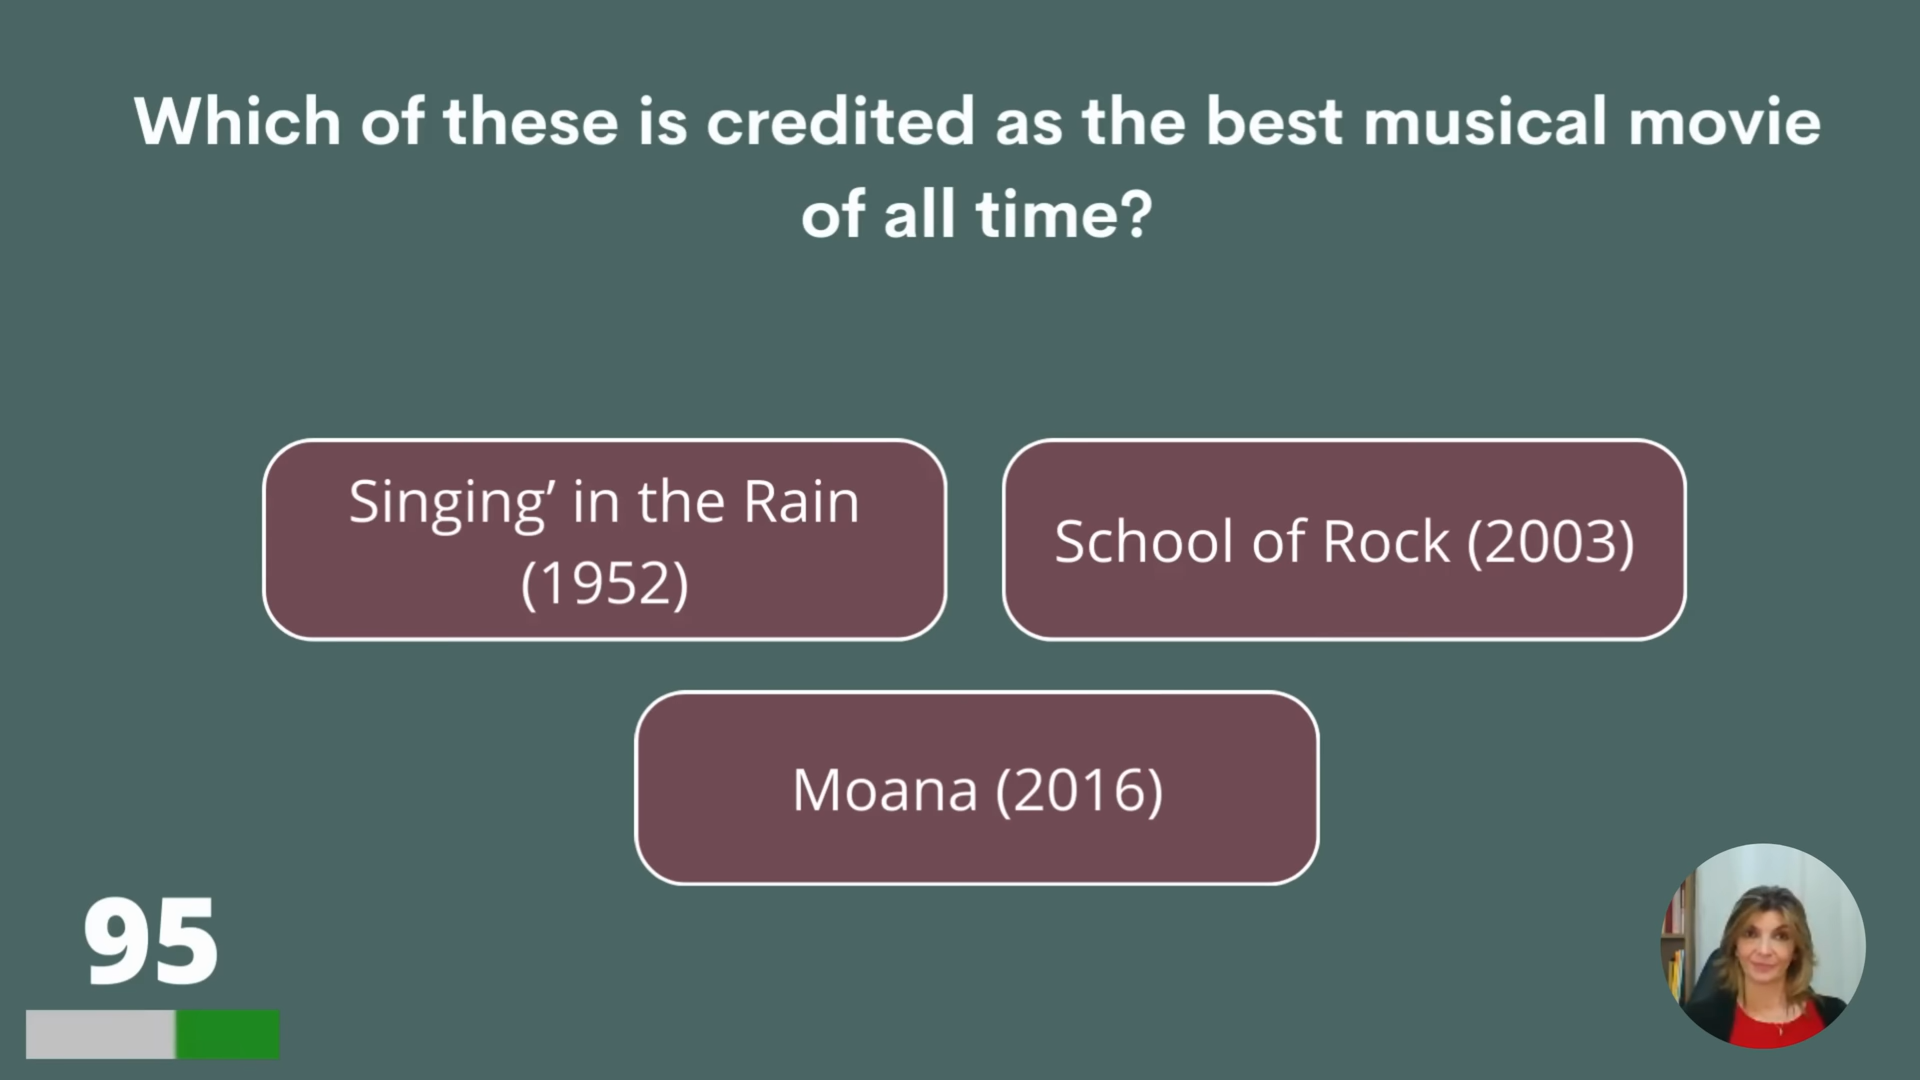 Which of these is credited as the best musical movie
of all time?
Singing’ in the Rain
(1952)
School of Rock (2003)
Moana (2016)
95